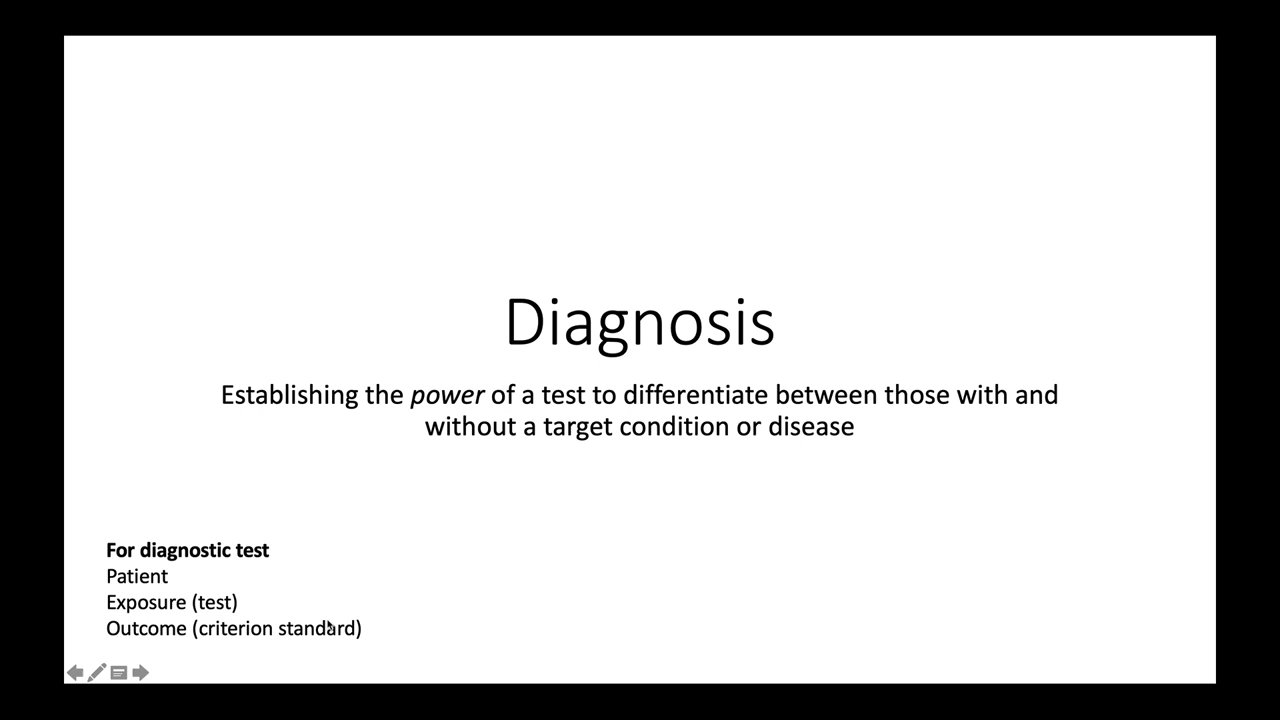 Diagnosis
Establishing the power of a test to differentiate between those with and
without a target condition or disease
For diagnostic test
Patient
Exposure (test)
Outcome (criterion standard)